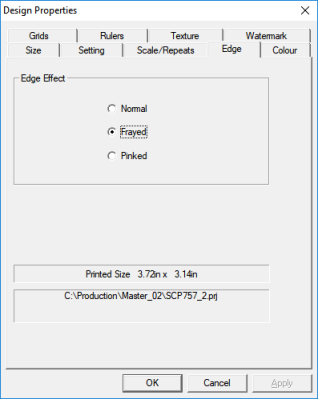 Design Properties
Grids Rulers Texture Watermark
Size Setting Scale/Repeats Edge Colour
Edge Effect
Normal
Frayed
Pinked
Printed Size 3.72in x 3.14in
C:\Production\Master_02\SCP757_2.prj
OK Cancel Apply